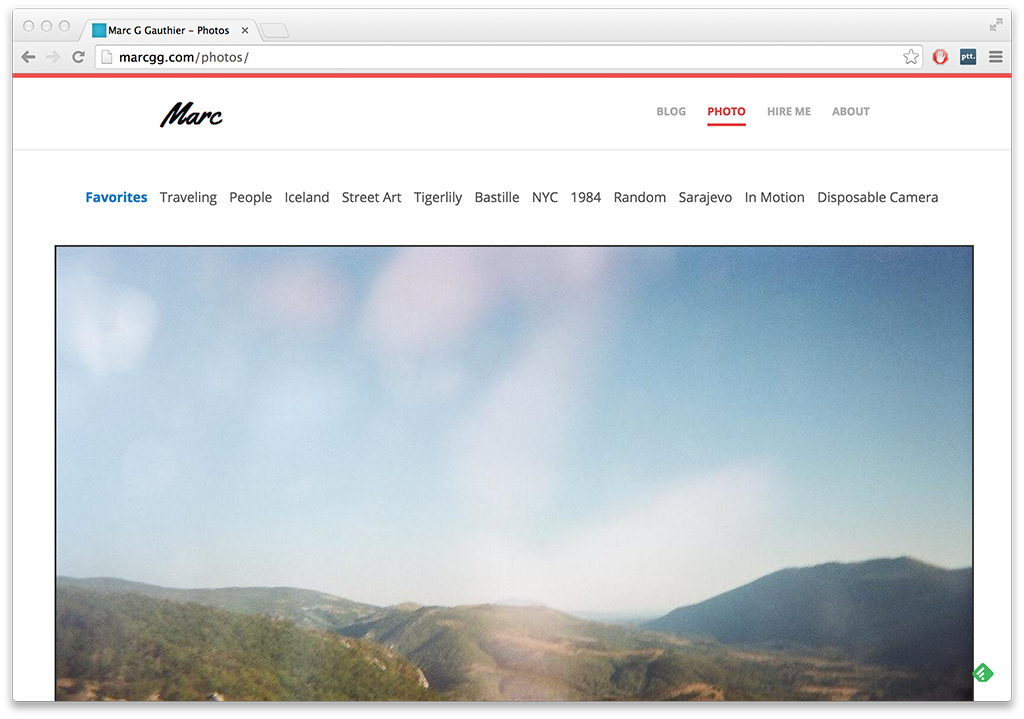 Marc G Gauthier – Photos
marcgg.com/photos/
ptt.
Marc
BLOG PHOTO HIRE ME ABOUT
Favorites Traveling People Iceland Street Art Tigerlily Bastille NYC 1984 Random Sarajevo In Motion Disposable Camera